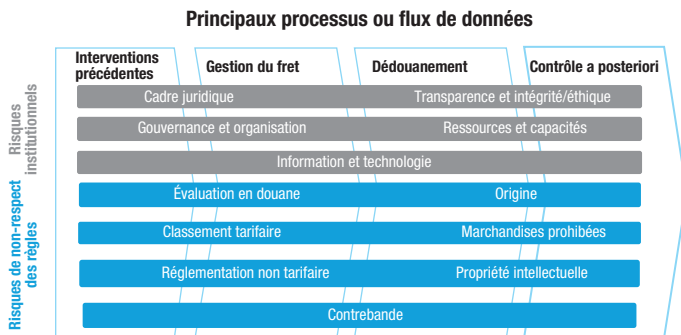 Principaux processus ou flux de données
Interventions
précédentes
Gestion du fret
Dédouanement
Contrôle a posteriori
Risques
institutionnels
Cadre juridique
Transparence et intégrité/éthique
Gouvernance et organisation
Ressources et capacités
Information et technologie
Risques de non-respect
des règles
Évaluation en douane
Origine
Classement tarifaire
Marchandises prohibées
Réglementation non tarifaire
Propriété intellectuelle
Contrebande